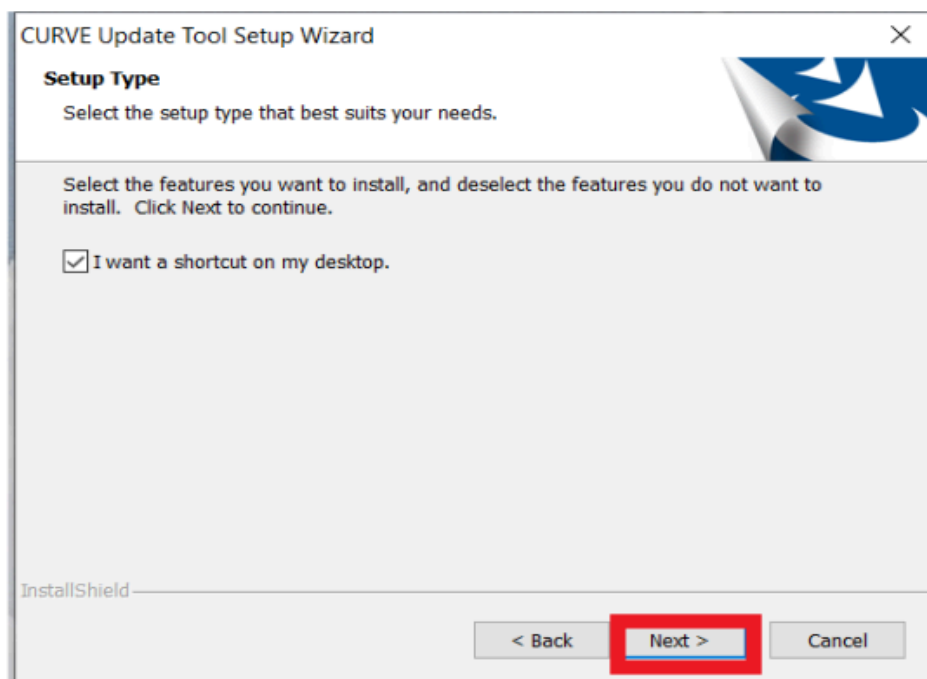 CURVE Update Tool Setup Wizard
Setup Type
Select the setup type that best suits your needs.
Select the features you want to install, and deselect the features you do not want to
install.  Click Next to continue.
I want a shortcut on my desktop.
InstallShield
< Back
Next >
Cancel